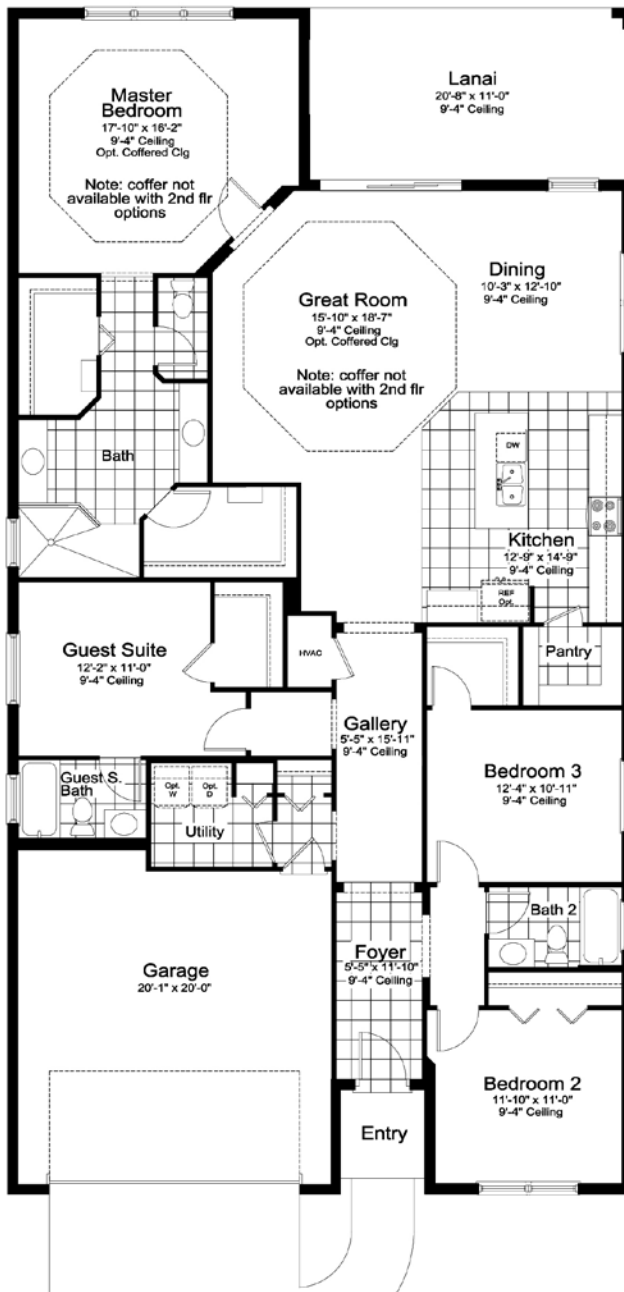 Lanai
20'-8" x 11'-0"
9'-4" Ceiling
Master
Bedroom
17'-10" x 16'-2"
9'-4" Ceiling
Opt. Coffered Clg
Note: coffer not
available with 2nd flr
options
Great Room
15'-10" x 18'-7"
9'-4" Ceiling
Opt. Coffered Clg
Note: coffer not
available with 2nd flr
options
Dining
10'-3" x 12'-10"
9'-4" Ceiling
Bath
DW
Kitchen
12'-9" x 14'-9"
9'-4" Ceiling
REF
Opt.
Guest Suite
12'-2" x 11'-0"
9'-4" Ceiling
HVAC
Pantry
Gallery
5'-5" x 15'-11"
9'-4" Ceiling
Guest S.
Bath
Opt.
W
Opt.
D
Utility
Bedroom 3
12'-4" x 10'-11"
9'-4" Ceiling
Bath 2
Garage
20'-1" x 20'-0"
Foyer
5'-5" x 11'-10"
9'-4" Ceiling
Bedroom 2
11'-10" x 11'-0"
9'-4" Ceiling
Entry